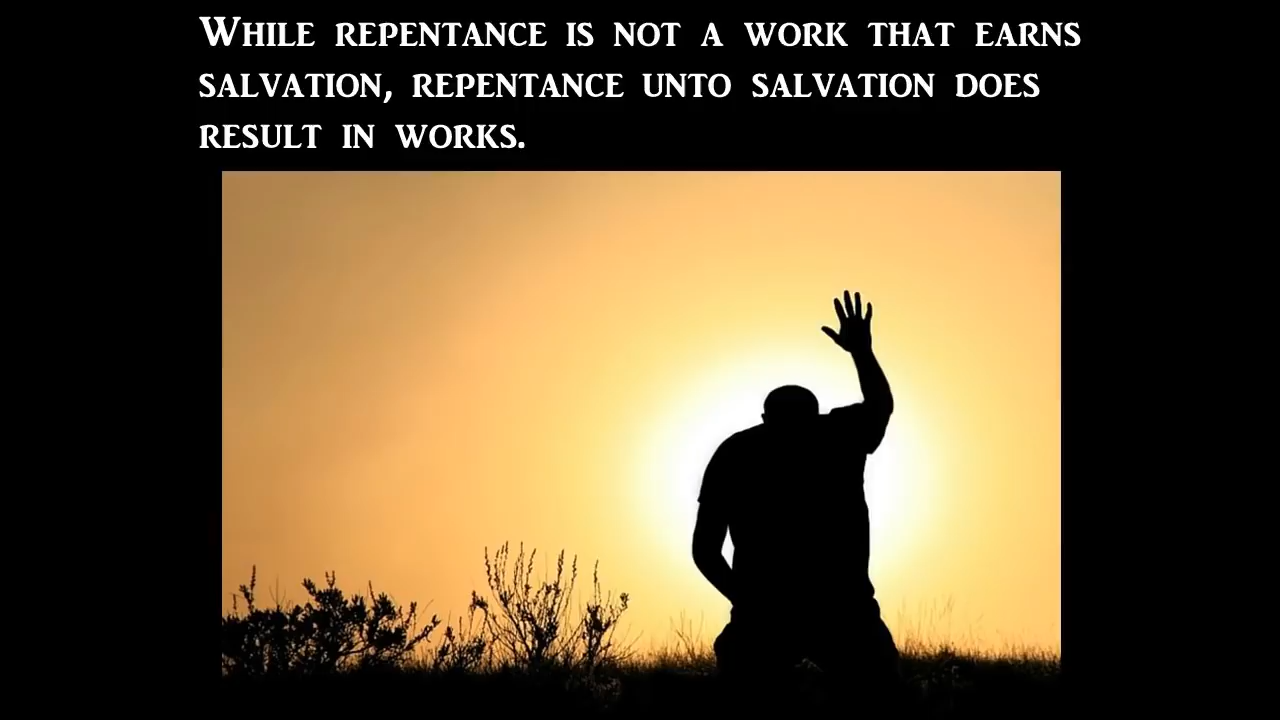 While repentance is not a work that earns
salvation, repentance unto salvation does
result in works.